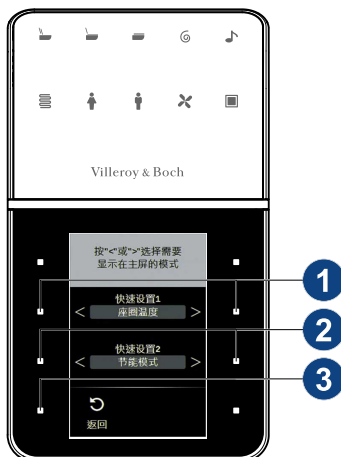 Villeroy & Boch
按"<"或">"选择需要
显示在主屏的模式
快速设置1
< 座圈温度 >
快速设置2
< 节能模式 >
返回
1
2
3